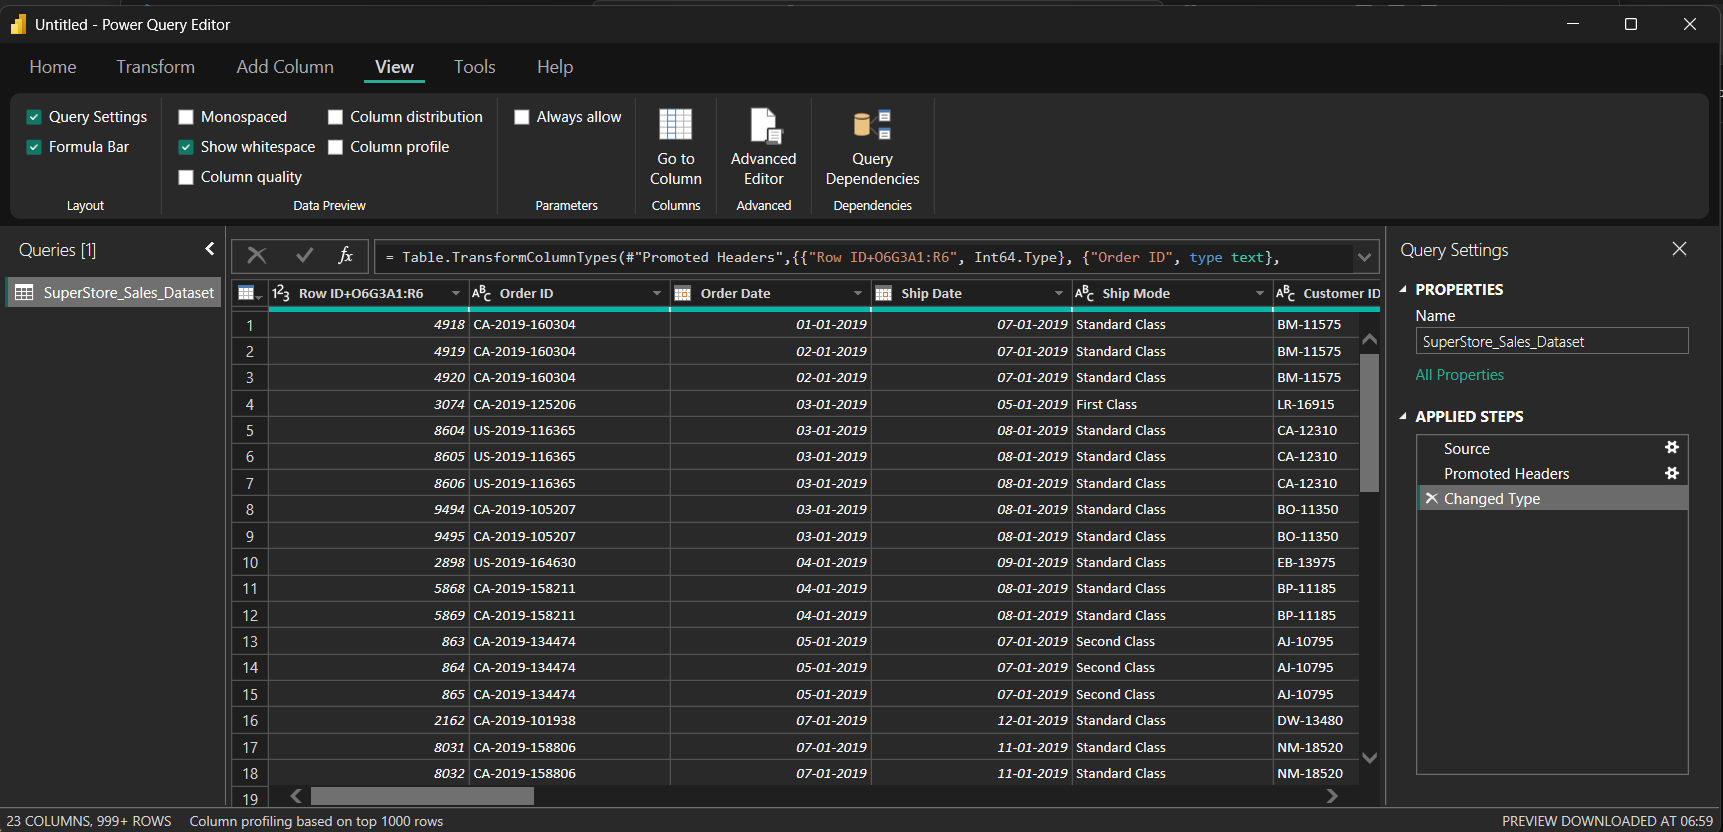 Untitled - Power Query Editor
Home Transform Add Column View Tools Help
Query Settings Monospaced Column distribution Always allow
Formula Bar Show whitespace Column profile Go to Column Advanced Editor Query Dependencies
Column quality
Layout Data Preview Parameters Columns Advanced Dependencies
Queries [1]
SuperStore_Sales_Dataset
fx = Table.TransformColumnTypes(#"Promoted Headers",{{"Row ID+O6G3A1:R6", Int64.Type}, {"Order ID", type text},
123 Row ID+O6G3A1:R6 ABC Order ID Order Date Ship Date ABC Ship Mode ABC Customer ID
1 4918 CA-2019-160304 01-01-2019 07-01-2019 Standard Class BM-11575
2 4919 CA-2019-160304 02-01-2019 07-01-2019 Standard Class BM-11575
3 4920 CA-2019-160304 02-01-2019 07-01-2019 Standard Class BM-11575
4 3074 CA-2019-125206 03-01-2019 05-01-2019 First Class LR-16915
5 8604 US-2019-116365 03-01-2019 08-01-2019 Standard Class CA-12310
6 8605 US-2019-116365 03-01-2019 08-01-2019 Standard Class CA-12310
7 8606 US-2019-116365 03-01-2019 08-01-2019 Standard Class CA-12310
8 9494 CA-2019-105207 03-01-2019 08-01-2019 Standard Class BO-11350
9 9495 CA-2019-105207 03-01-2019 08-01-2019 Standard Class BO-11350
10 2898 US-2019-164630 04-01-2019 09-01-2019 Standard Class EB-13975
11 5868 CA-2019-158211 04-01-2019 08-01-2019 Standard Class BP-11185
12 5869 CA-2019-158211 04-01-2019 08-01-2019 Standard Class BP-11185
13 863 CA-2019-134474 05-01-2019 07-01-2019 Second Class AJ-10795
14 864 CA-2019-134474 05-01-2019 07-01-2019 Second Class AJ-10795
15 865 CA-2019-134474 05-01-2019 07-01-2019 Second Class AJ-10795
16 2162 CA-2019-101938 07-01-2019 12-01-2019 Standard Class DW-13480
17 8031 CA-2019-158806 07-01-2019 11-01-2019 Standard Class NM-18520
18 8032 CA-2019-158806 07-01-2019 11-01-2019 Standard Class NM-18520
19
Query Settings
PROPERTIES
Name
SuperStore_Sales_Dataset
All Properties
APPLIED STEPS
Source
Promoted Headers
Changed Type
23 COLUMNS, 999+ ROWS Column profiling based on top 1000 rows PREVIEW DOWNLOADED AT 06:59